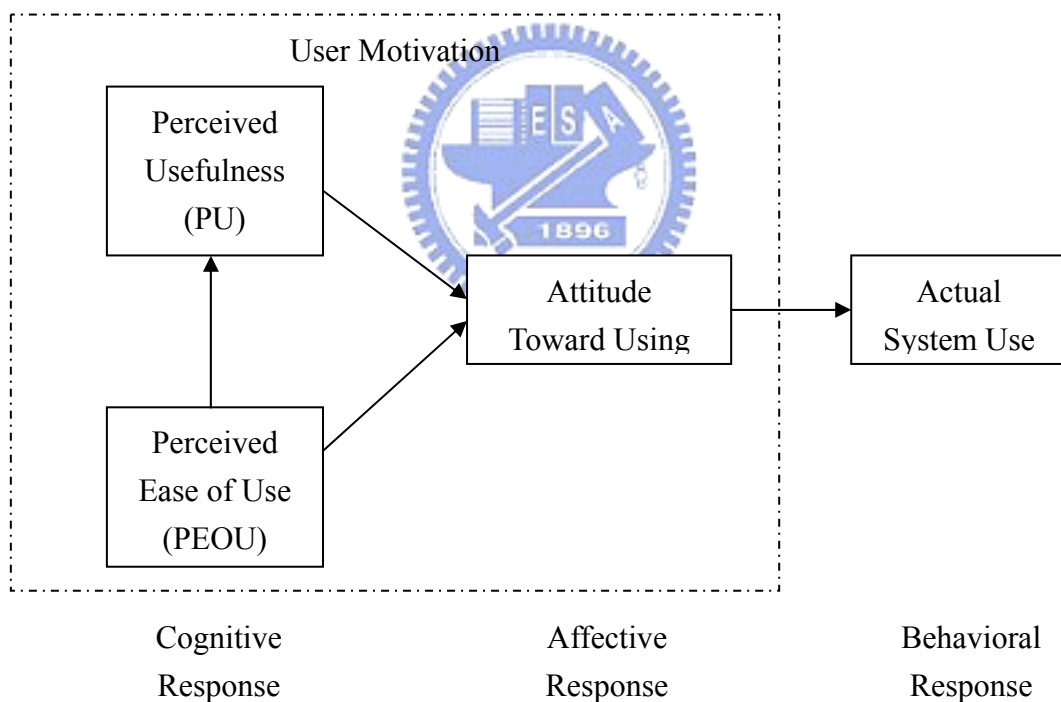 User Motivation
Perceived
Usefulness
(PU)
E S A
1896
Attitude
Toward Using
Actual
System Use
Perceived
Ease of Use
(PEOU)
Cognitive
Response
Affective
Response
Behavioral
Response